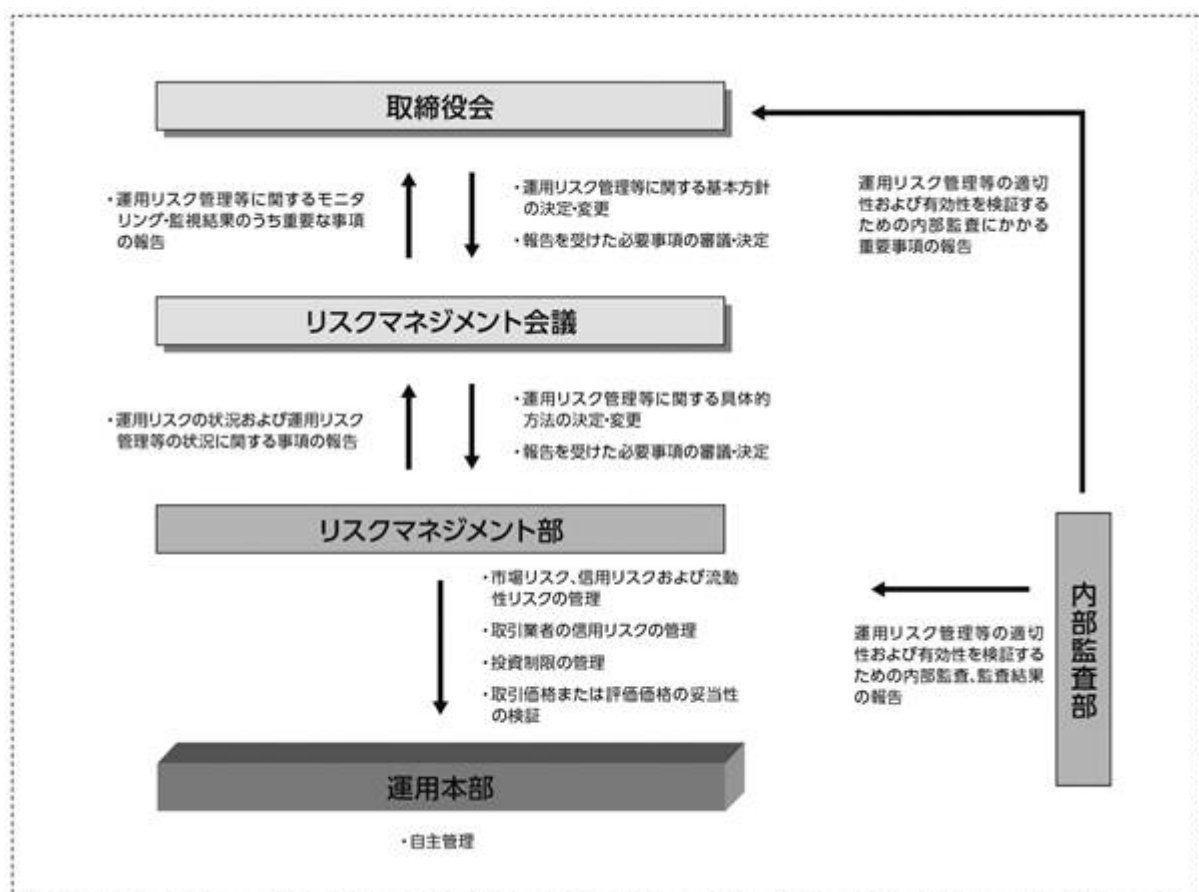 取締役会
・運用リスク管理等に関するモニタ
リング・監視結果のうち重要な事項
の報告
・運用リスク管理等に関する基本方針
の決定・変更
・報告を受けた必要事項の審議・決定
運用リスク管理等の適切
性および有効性を検証する
ための内部監査にかかる
重要事項の報告
リスクマネジメント会議
・運用リスクの状況および運用リスク
管理等の状況に関する事項の報告
・運用リスク管理等に関する具体的
方法の決定・変更
・報告を受けた必要事項の審議・決定
リスクマネジメント部
・市場リスク、信用リスクおよび流動
性リスクの管理
・取引業者の信用リスクの管理
・投資制限の管理
・取引価格または評価価格の妥当性
の検証
運用リスク管理等の適切
性および有効性を検証する
ための内部監査、監査結果
の報告
内部監査部
運用本部
・自主管理